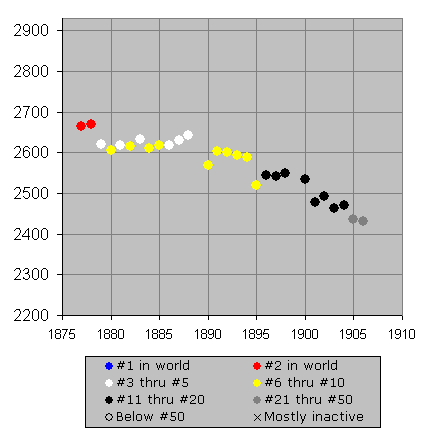 2900
2800
2700
2600
2500
2400
2300
2200
1875 1880 1885 1890 1895 1900 1905 1910
#1 in world #2 in world
#3 thru #5 #6 thru #10
#11 thru #20 #21 thru #50
Below #50 Mostly inactive